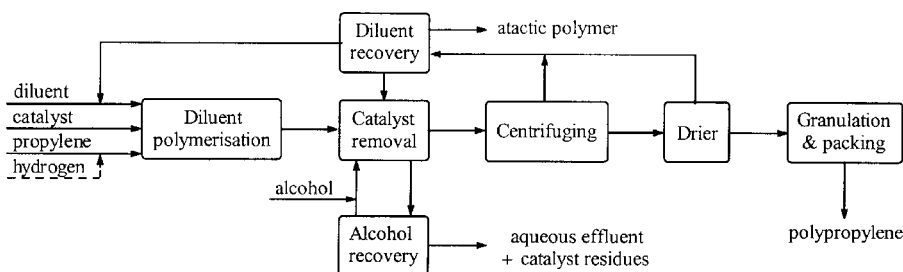 Diluent
recovery
atactic polymer
diluent
catalyst
propylene
hydrogen
Diluent
polymerisation
Catalyst
removal
Centrifuging
Drier
Granulation
& packing
alcohol
Alcohol
recovery
aqueous effluent
+ catalyst residues
polypropylene